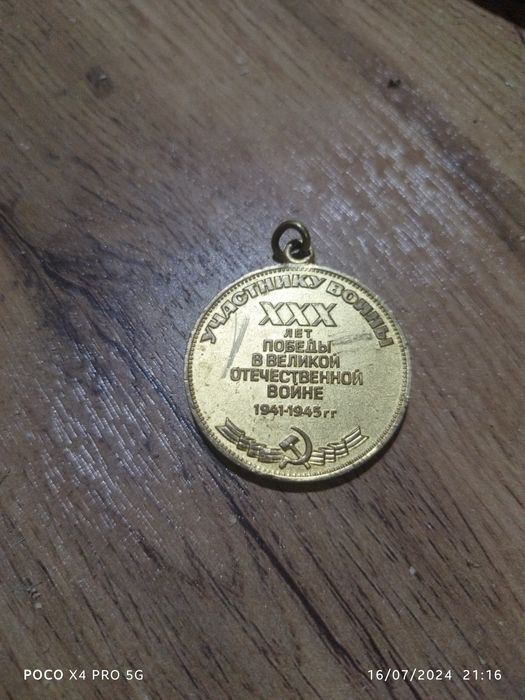 УЧАСТНИКУ ВОЙНЫ
XXX
ЛЕТ
ПОБЕДЫ
В ВЕЛИКОЙ
ОТЕЧЕСТВЕННОЙ
ВОЙНЕ
1941-1945 гг
POCO X4 PRO 5G
16/07/2024 21:16